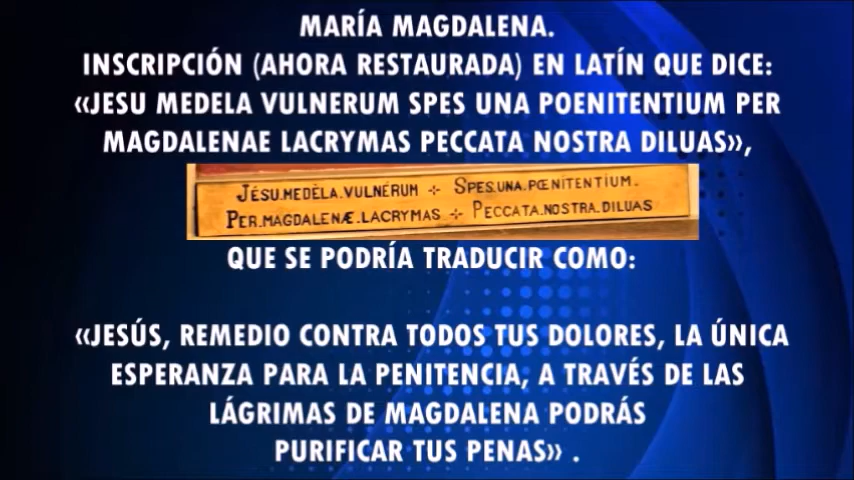 MARÍA MAGDALENA.
INSCRIPCIÓN (AHORA RESTAURADA) EN LATÍN QUE DICE:
«JESU MEDELA VULNERUM SPES UNA POENITENTIUM PER
MAGDALENAE LACRYMAS PECCATA NOSTRA DILUAS»,
JÉSU.MEDÈLA.VULNÉRUM ÷ SPES.UNA.PŒNITENTIUM.
PER.MAGDALENÆ.LACRYMAS ÷ PECCATA.NOSTRA.DILUAS
QUE SE PODRÍA TRADUCIR COMO:
«JESÚS, REMEDIO CONTRA TODOS TUS DOLORES, LA ÚNICA
ESPERANZA PARA LA PENITENCIA, A TRAVÉS DE LAS
LÁGRIMAS DE MAGDALENA PODRÁS
PURIFICAR TUS PENAS» .